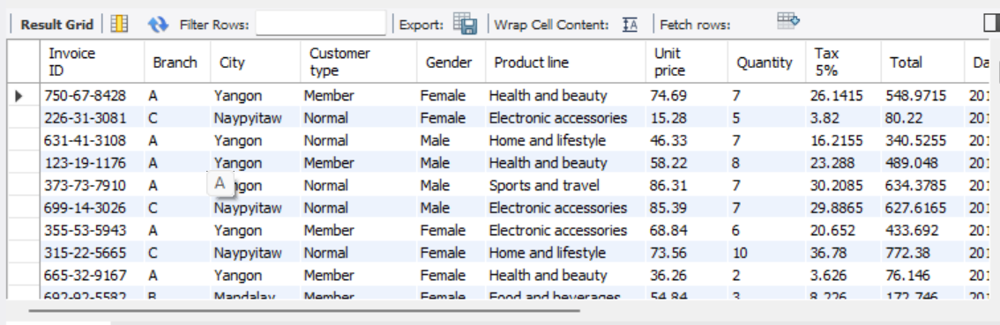 Result Grid Filter Rows: Export: Wrap Cell Content: Fetch rows:
Invoice ID Branch City Customer type Gender Product line Unit price Quantity Tax 5% Total Da
750-67-8428 A Yangon Member Female Health and beauty 74.69 7 26.1415 548.9715 201
226-31-3081 C Naypyitaw Normal Female Electronic accessories 15.28 5 3.82 80.22 201
631-41-3108 A Yangon Normal Male Home and lifestyle 46.33 7 16.2155 340.5255 201
123-19-1176 A Yangon Member Male Health and beauty 58.22 8 23.288 489.048 201
373-73-7910 A A ngon Normal Male Sports and travel 86.31 7 30.2085 634.3785 201
699-14-3026 C Naypyitaw Normal Male Electronic accessories 85.39 7 29.8865 627.6165 201
355-53-5943 A Yangon Member Female Electronic accessories 68.84 6 20.652 433.692 201
315-22-5665 C Naypyitaw Normal Female Home and lifestyle 73.56 10 36.78 772.38 201
665-32-9167 A Yangon Member Female Health and beauty 36.26 2 3.626 76.146 201
692-92-5582 B Mandalay Member Female Food and beverages 54.84 3 8.226 172.746 201